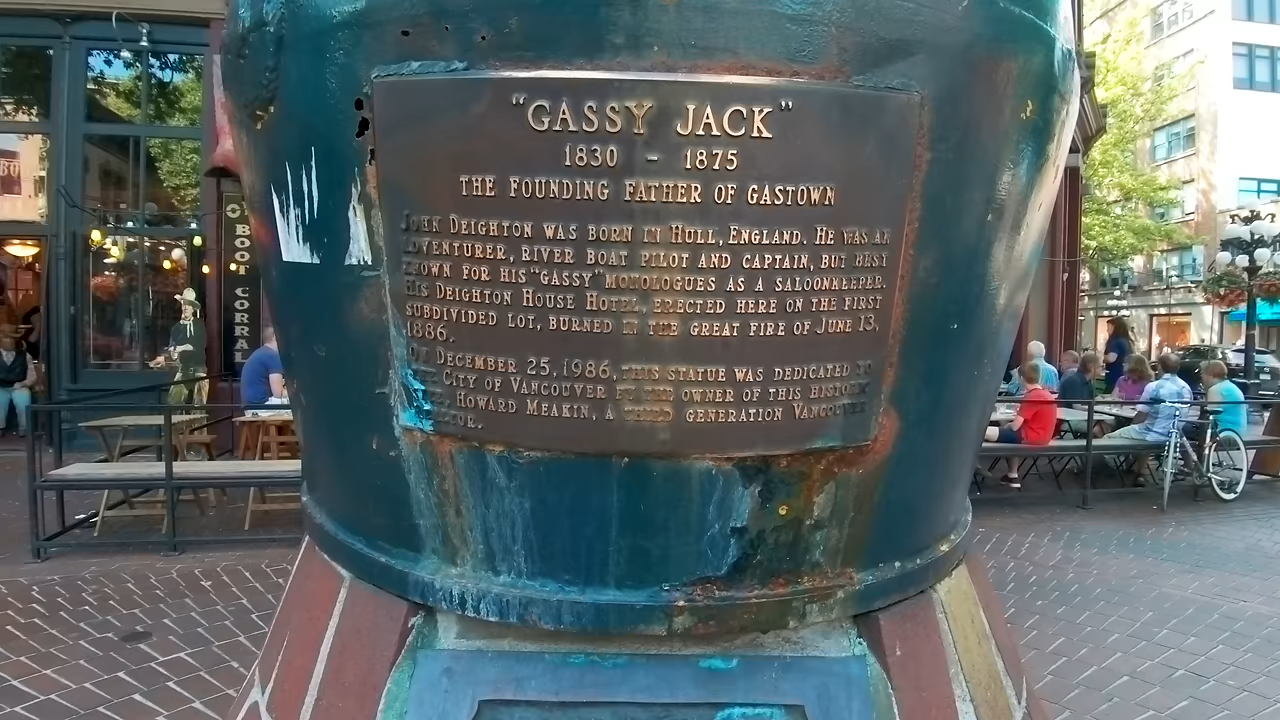 "GASSY JACK"
1830 - 1875
THE FOUNDING FATHER OF GASTOWN
JOHN DEIGHTON WAS BORN IN HULL, ENGLAND. HE WAS AN
ADVENTURER, RIVER BOAT PILOT AND CAPTAIN, BUT BEST
KNOWN FOR HIS "GASSY" MONOLOGUES AS A SALOONKEEPER.
HIS DEIGHTON HOUSE HOTEL, ERECTED HERE ON THE FIRST
SUBDIVIDED LOT, BURNED IN THE GREAT FIRE OF JUNE 13,
1886.
ON DECEMBER 25, 1986, THIS STATUE WAS DEDICATED TO
CITY OF VANCOUVER BY THE OWNER OF THIS HISTORIC
HOWARD MEAKIN, A THIRD GENERATION VANCOUVER
BOOT CORRAL